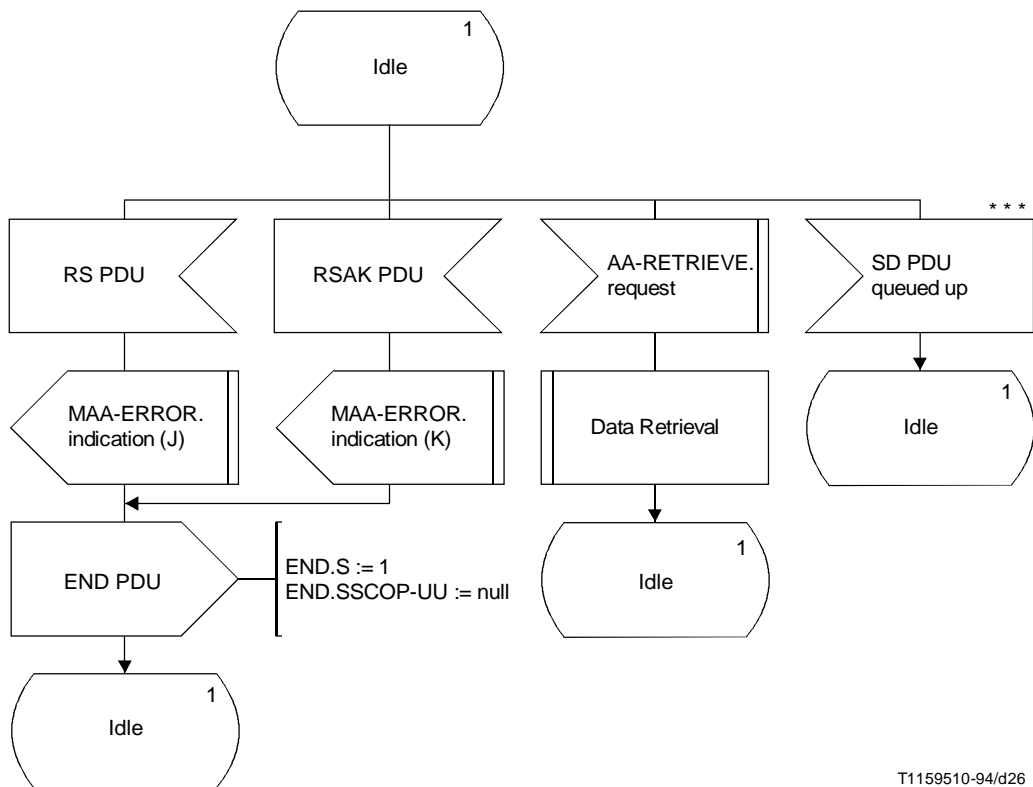 1
Idle
* * *
RS PDU
RSAK PDU
AA-RETRIEVE.
request
SD PDU
queued up
MAA-ERROR.
indication (J)
MAA-ERROR.
indication (K)
Data Retrieval
1
Idle
END PDU
END.S := 1
END.SSCOP-UU := null
1
Idle
1
Idle
T1159510-94/d26